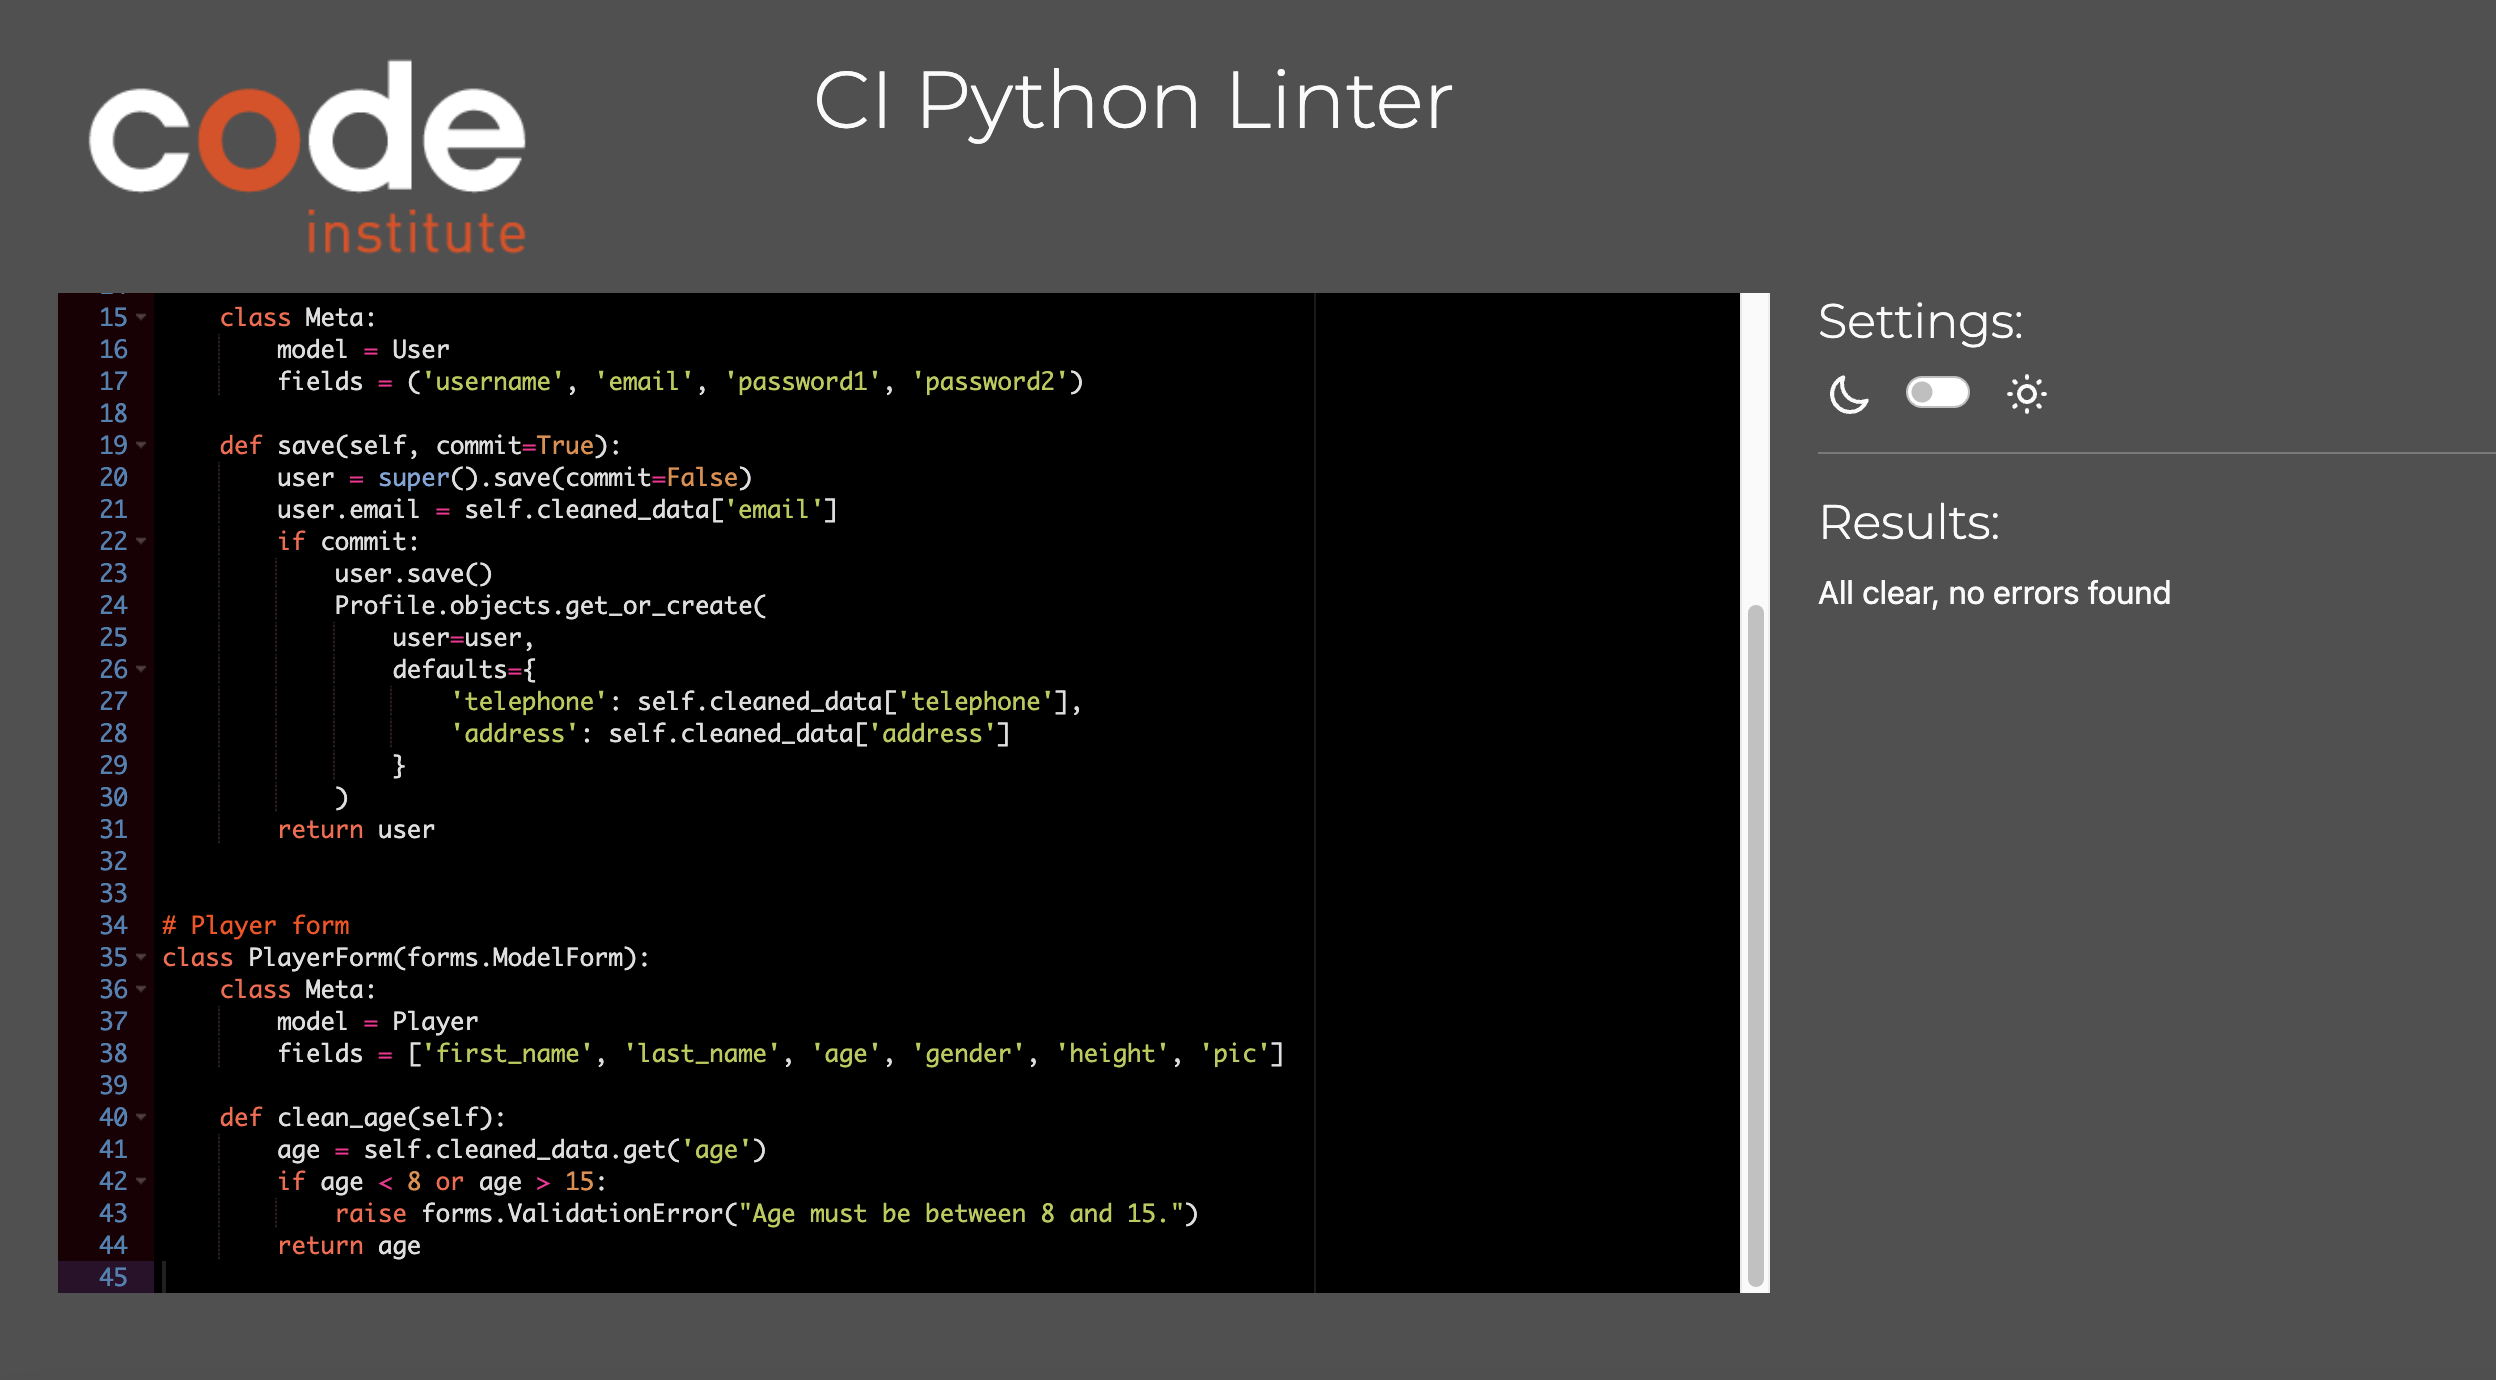 code
institute
CI Python Linter
15 class Meta:
16 model = User
17 fields = ('username', 'email', 'password1', 'password2')
18
19 def save(self, commit=True):
20 user = super().save(commit=False)
21 user.email = self.cleaned_data['email']
22 if commit:
23 user.save()
24 Profile.objects.get_or_create(
25 user=user,
26 defaults={
27 'telephone': self.cleaned_data['telephone'],
28 'address': self.cleaned_data['address']
29 }
30 )
31 return user
32
33
34 # Player form
35 class PlayerForm(forms.ModelForm):
36 class Meta:
37 model = Player
38 fields = ['first_name', 'last_name', 'age', 'gender', 'height', 'pic']
39
40 def clean_age(self):
41 age = self.cleaned_data.get('age')
42 if age < 8 or age > 15:
43 raise forms.ValidationError("Age must be between 8 and 15.")
44 return age
45
Settings:
Results:
All clear, no errors found